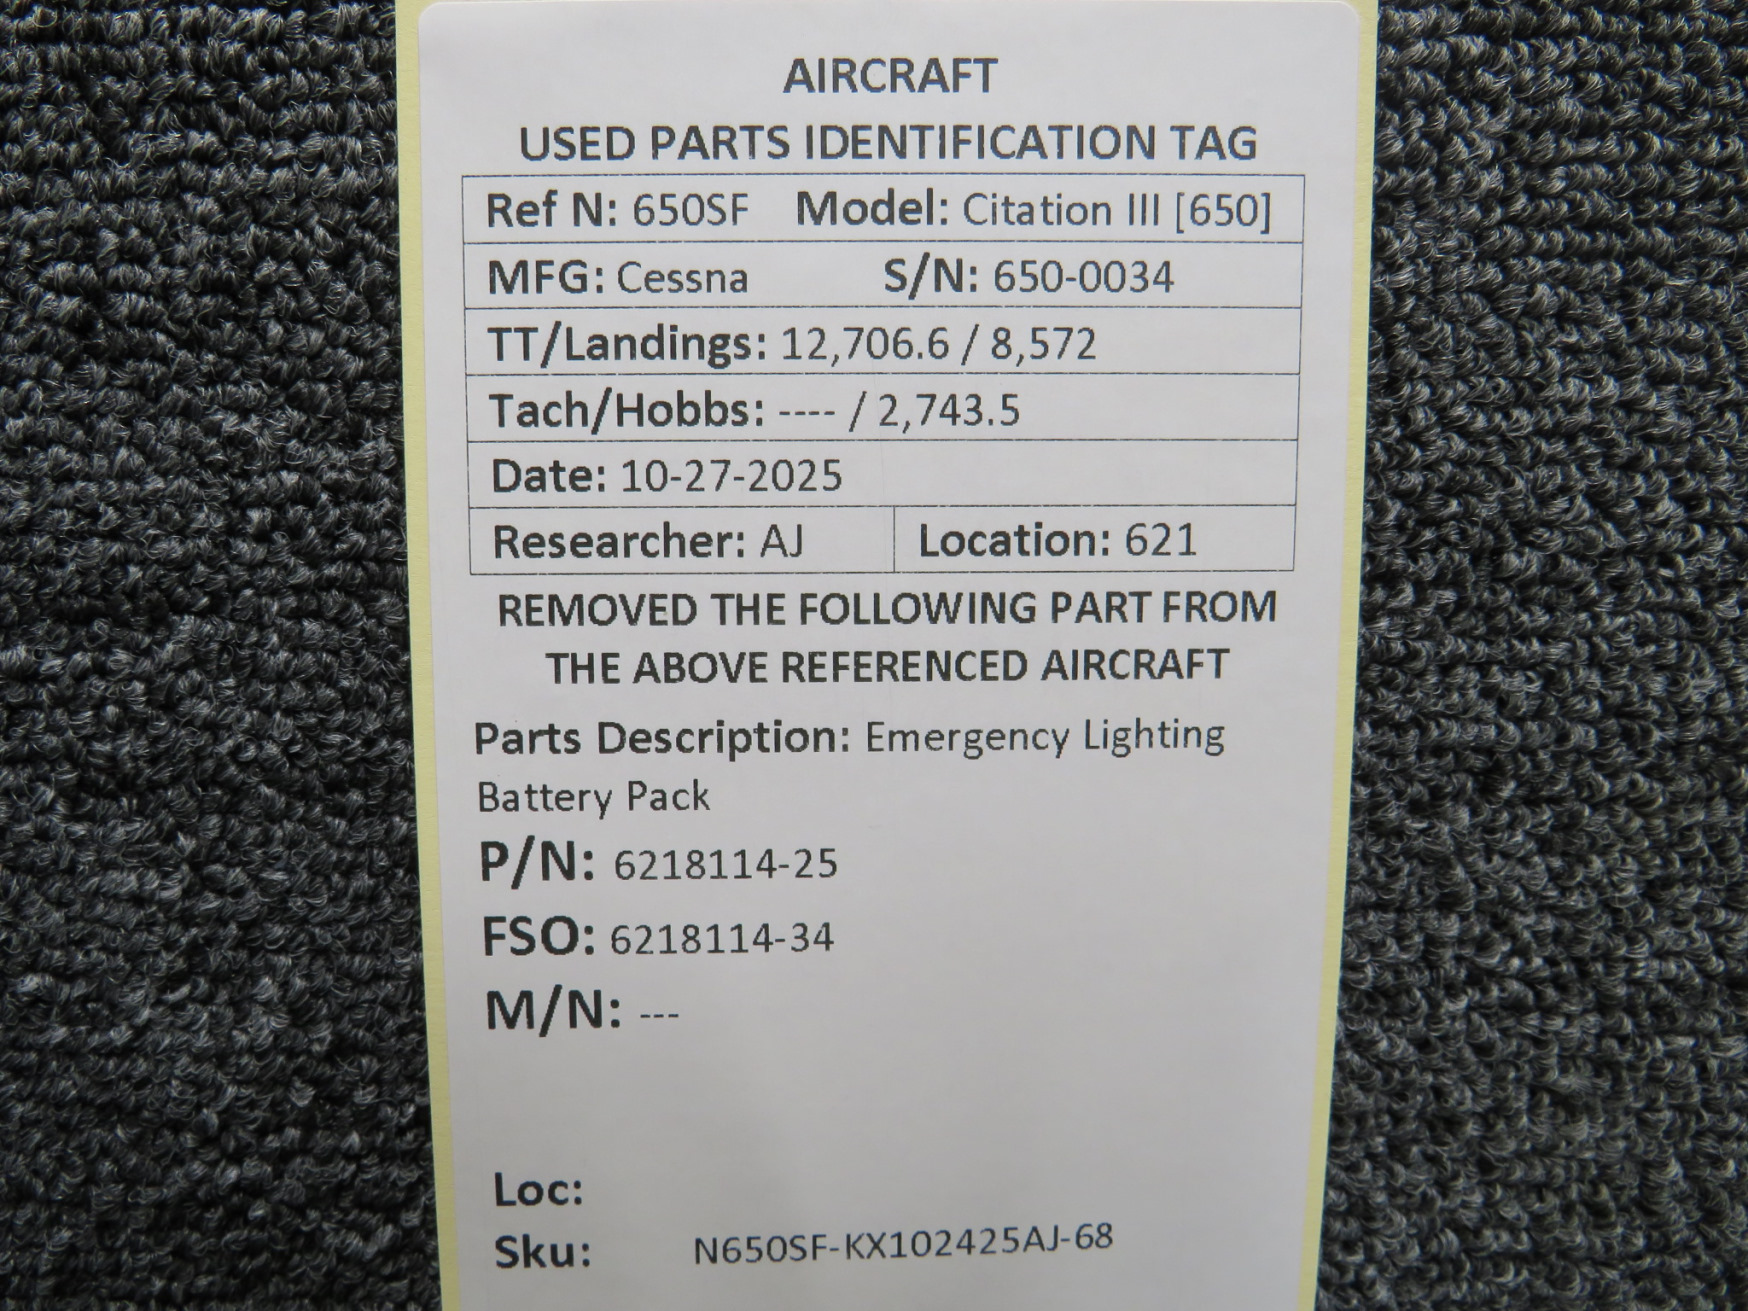 AIRCRAFT
USED PARTS IDENTIFICATION TAG
Ref N: 650SF Model: Citation III [650]
MFG: Cessna S/N: 650-0034
TT/Landings: 12,706.6 / 8,572
Tach/Hobbs: ---- / 2,743.5
Date: 10-27-2025
Researcher: AJ Location: 621
REMOVED THE FOLLOWING PART FROM
THE ABOVE REFERENCED AIRCRAFT
Parts Description: Emergency Lighting
Battery Pack
P/N: 6218114-25
FSO: 6218114-34
M/N: ---
Loc:
Sku: N650SF-KX102425AJ-68